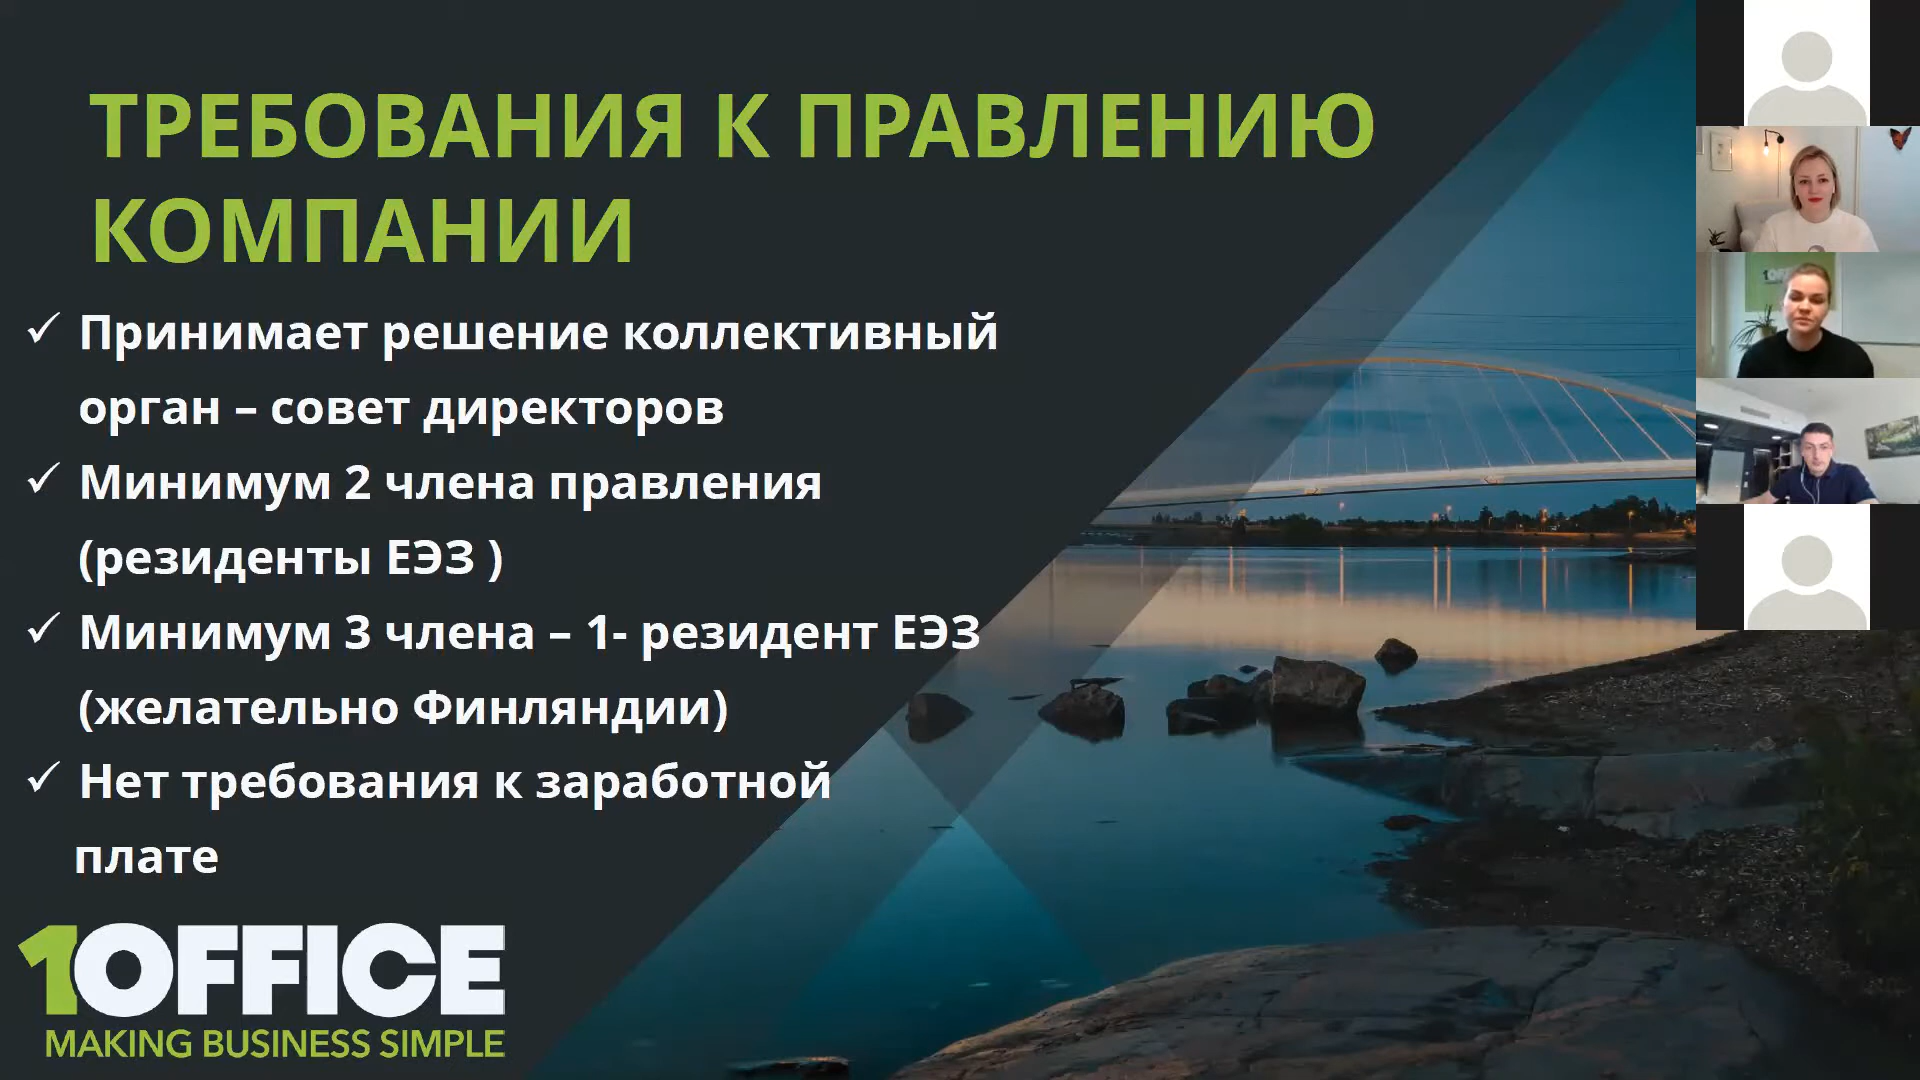 ТРЕБОВАНИЯ К ПРАВЛЕНИЮ
КОМПАНИИ
✓ Принимает решение коллективный
орган – совет директоров
✓ Минимум 2 члена правления
(резиденты ЕЭЗ )
✓ Минимум 3 члена – 1- резидент ЕЭЗ
(желательно Финляндии)
✓ Нет требования к заработной
плате
1OFFICE
MAKING BUSINESS SIMPLE